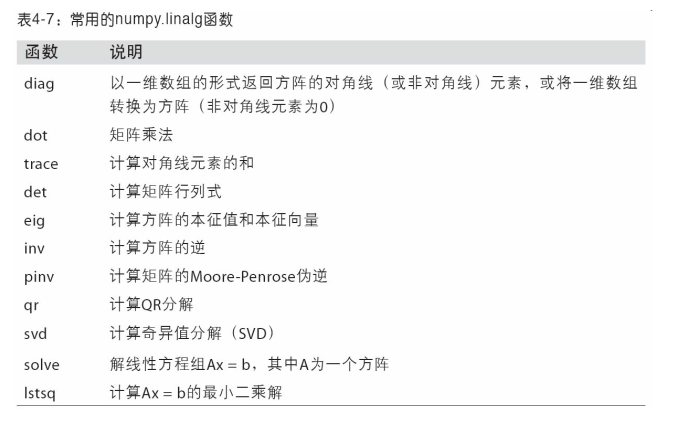 表4-7：常用的numpy.linalg函数
函数 说明
diag 以一维数组的形式返回方阵的对角线（或非对角线）元素，或将一维数组
转换为方阵（非对角线元素为0）
dot 矩阵乘法
trace 计算对角线元素的和
det 计算矩阵行列式
eig 计算方阵的本征值和本征向量
inv 计算方阵的逆
pinv 计算矩阵的Moore-Penrose伪逆
qr 计算QR分解
svd 计算奇异值分解（SVD）
solve 解线性方程组Ax = b，其中A为一个方阵
lstsq 计算Ax = b的最小二乘解